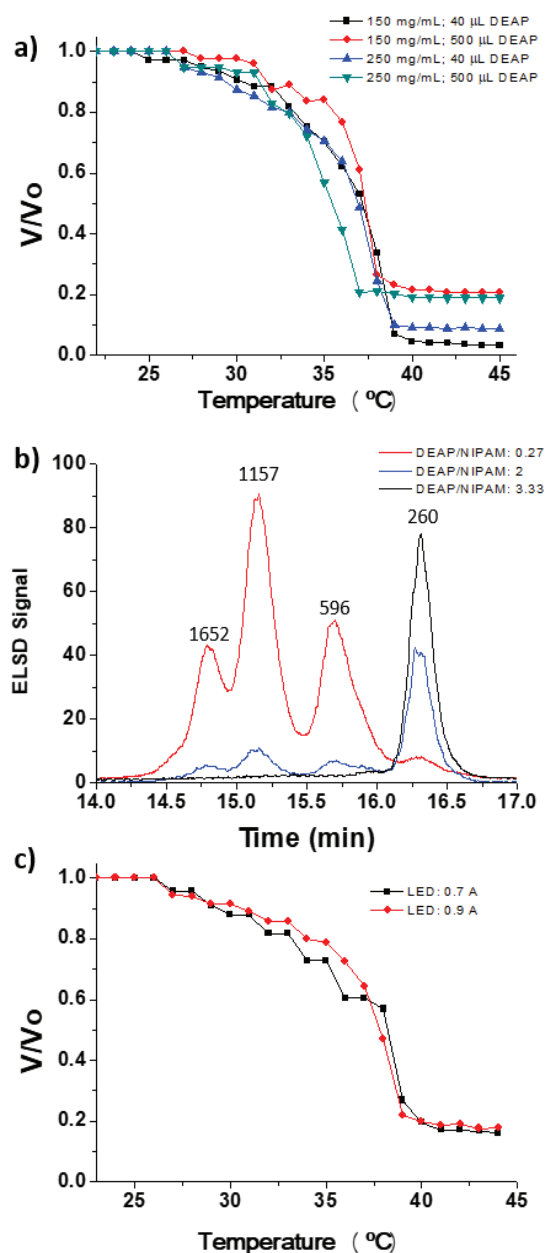 a)
150 mg/mL; 40 µL DEAP
150 mg/mL; 500 µL DEAP
250 mg/mL; 40 µL DEAP
250 mg/mL; 500 µL DEAP
1.0
0.8
0.6
0.4
0.2
0.0
V/Vo
25 30 35 40 45
Temperature ( ºC)
b)
DEAP/NIPAM: 0.27
DEAP/NIPAM: 2
DEAP/NIPAM: 3.33
100
80
60
40
20
0
ELSD Signal
1652
1157
596
260
14.0 14.5 15.0 15.5 16.0 16.5 17.0
Time (min)
c)
LED: 0.7 A
LED: 0.9 A
1.0
0.8
0.6
0.4
0.2
0.0
V/Vo
25 30 35 40 45
Temperature ( ºC)